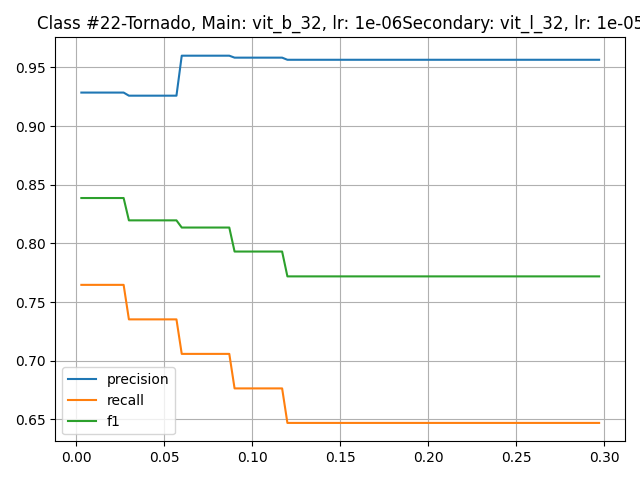 Class #22-Tornado, Main: vit_b_32, lr: 1e-06Secondary: vit_l_32, lr: 1e-05
0.95
0.90
0.85
0.80
0.75
0.70
0.65
precision
recall
f1
0.00 0.05 0.10 0.15 0.20 0.25 0.30